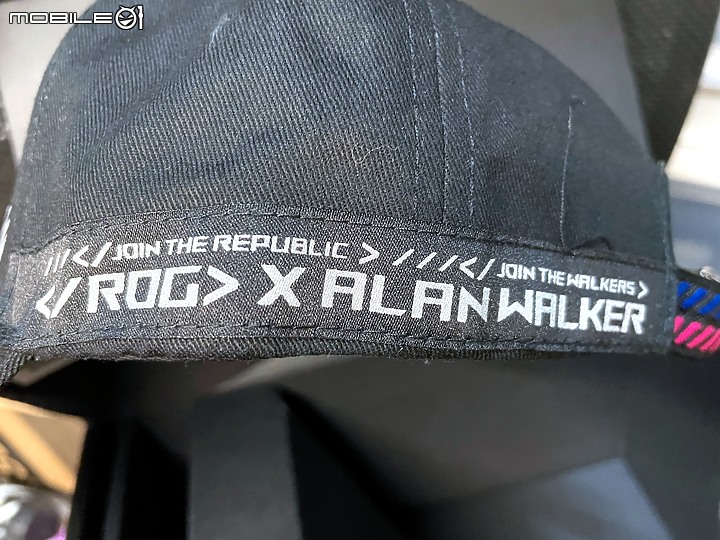 MOBILE01
///</JOIN THE REPUBLIC > ///</JOIN THE WALKERS>
</ROG> X ALAN WALKER